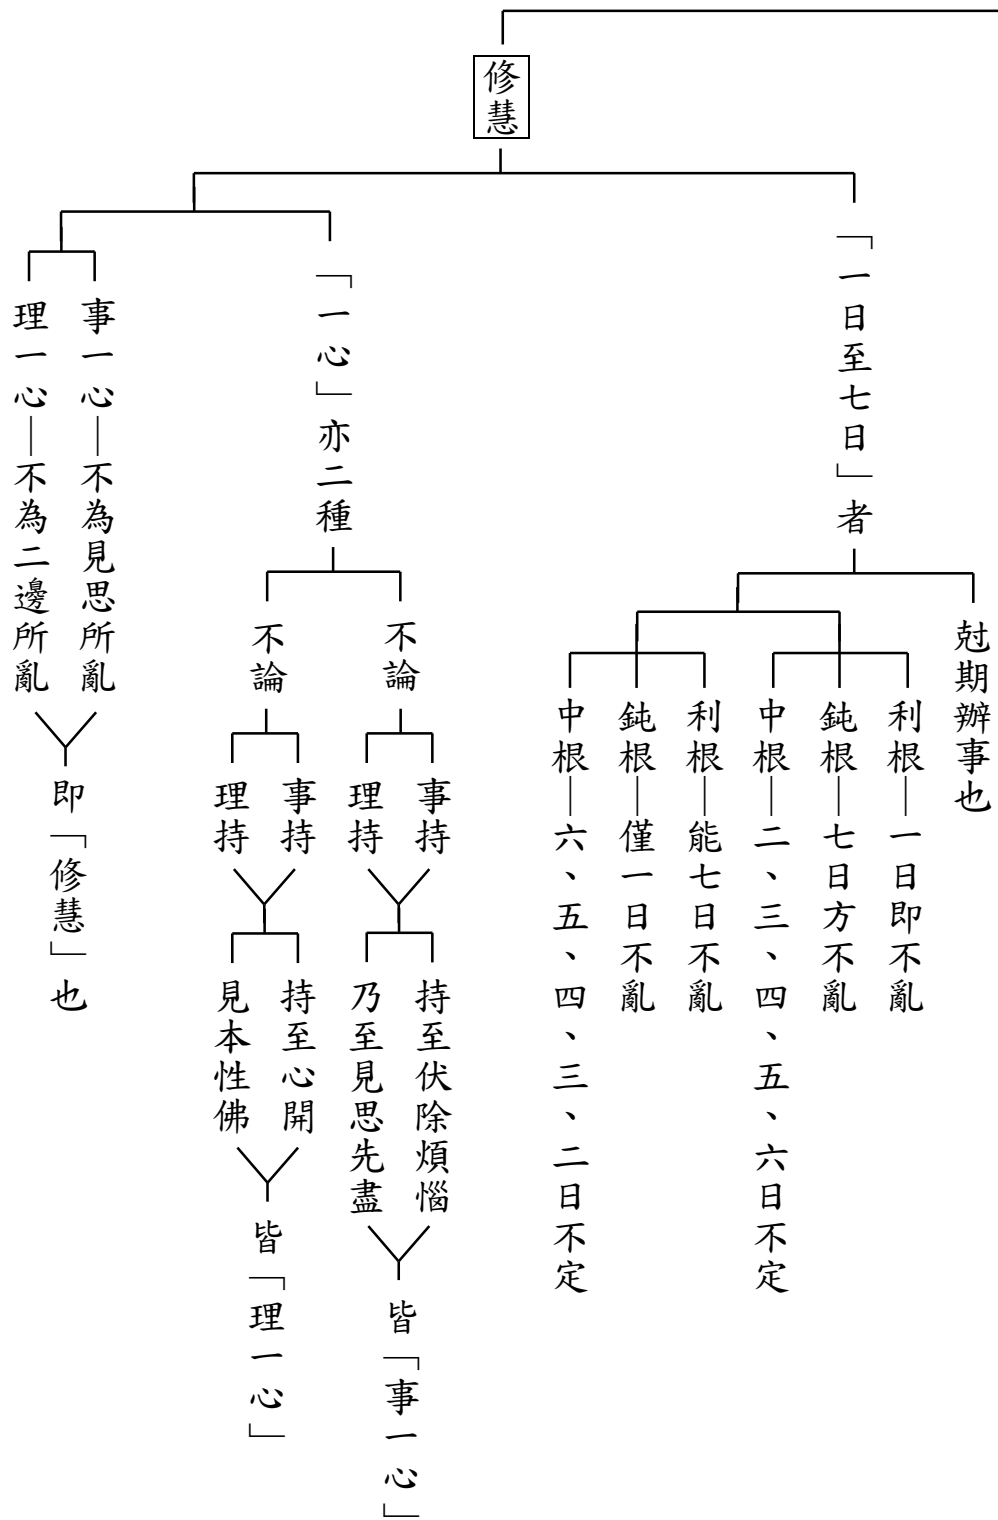 修慧
「一日至七日」者
尅期辦事也
利根—一日即不亂
鈍根—七日方不亂
中根—二、三、四、五、六日不定
利根—能七日不亂
鈍根—僅一日不亂
中根—六、五、四、三、二日不定
「一心」亦二種
不論
事持
理持
持至伏除煩惱
乃至見思先盡
皆「事一心」
不論
事持
理持
持至心開
見本性佛
皆「理一心」
事一心—不為見思所亂
理一心—不為二邊所亂
即「修慧」也